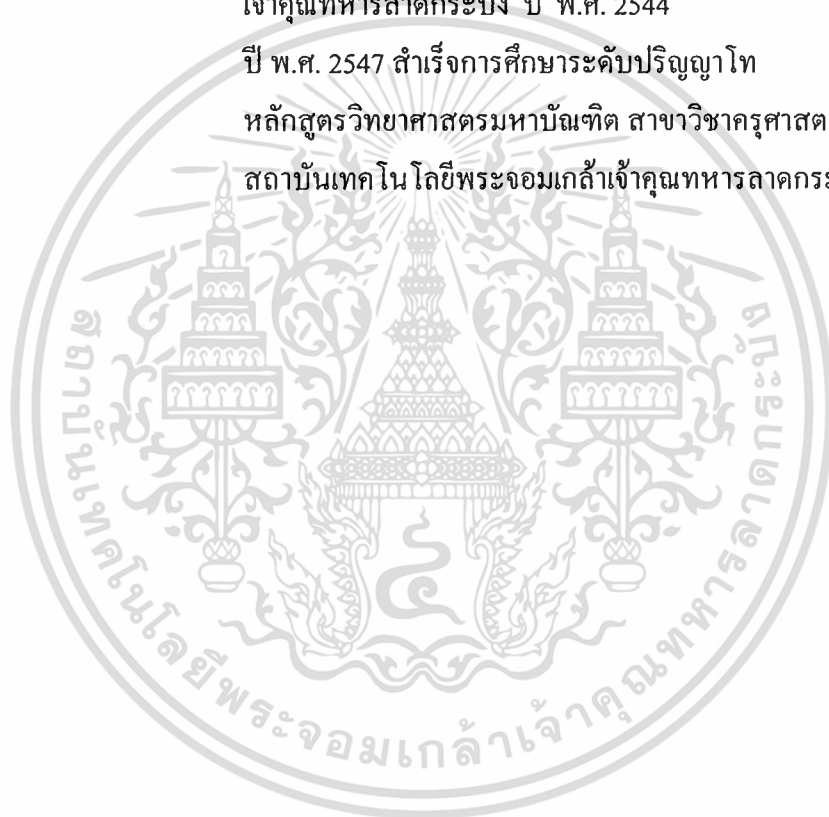 เจ้าคุณทหารลาดกระบัง ปี พ.ศ. 2544
ปี พ.ศ. 2547 สำเร็จการศึกษาระดับปริญญาโท
หลักสูตรวิทยาศาสตรมหาบัณฑิต สาขาวิชาครุศาสต
สถาบันเทคโนโลยีพระจอมเกล้าเจ้าคุณทหารลาดกระ
สถาบันเทคโนโลยีพระจอมเกล้าเจ้าคุณทหารลาดกระบัง